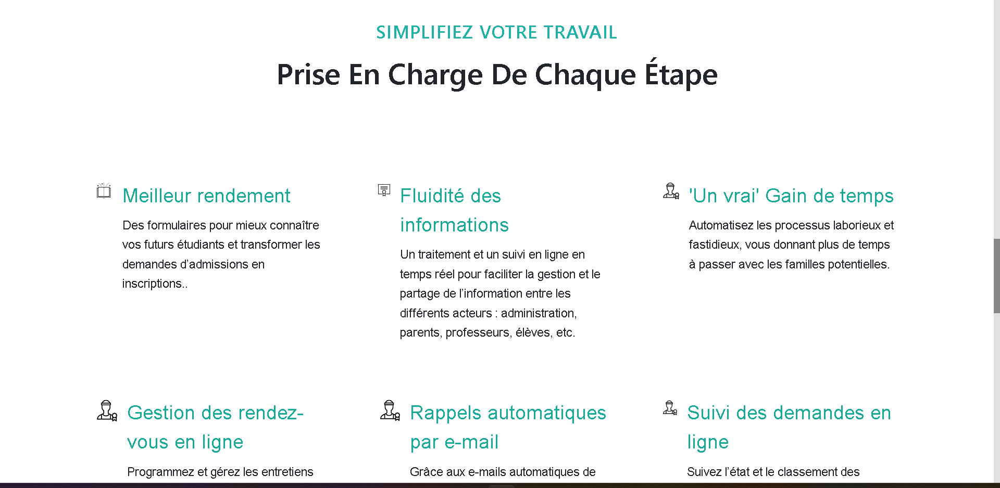 SIMPLIFIEZ VOTRE TRAVAIL
Prise En Charge De Chaque Étape
Meilleur rendement
Des formulaires pour mieux connaître
vos futurs étudiants et transformer les
demandes d’admissions en
inscriptions..
Fluidité des
informations
Un traitement et un suivi en ligne en
temps réel pour faciliter la gestion et le
partage de l’information entre les
différents acteurs : administration,
parents, professeurs, élèves, etc.
'Un vrai' Gain de temps
Automatisez les processus laborieux et
fastidieux, vous donnant plus de temps
à passer avec les familles potentielles.
Gestion des rendez-
vous en ligne
Programmez et gérez les entretiens
Rappels automatiques
par e-mail
Grâce aux e-mails automatiques de
Suivi des demandes en
ligne
Suivez l’état et le classement des